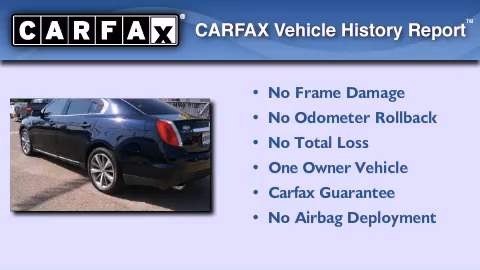 CARFAX® CARFAX Vehicle History Report™
• No Frame Damage
• No Odometer Rollback
• No Total Loss
• One Owner Vehicle
• Carfax Guarantee
• No Airbag Deployment